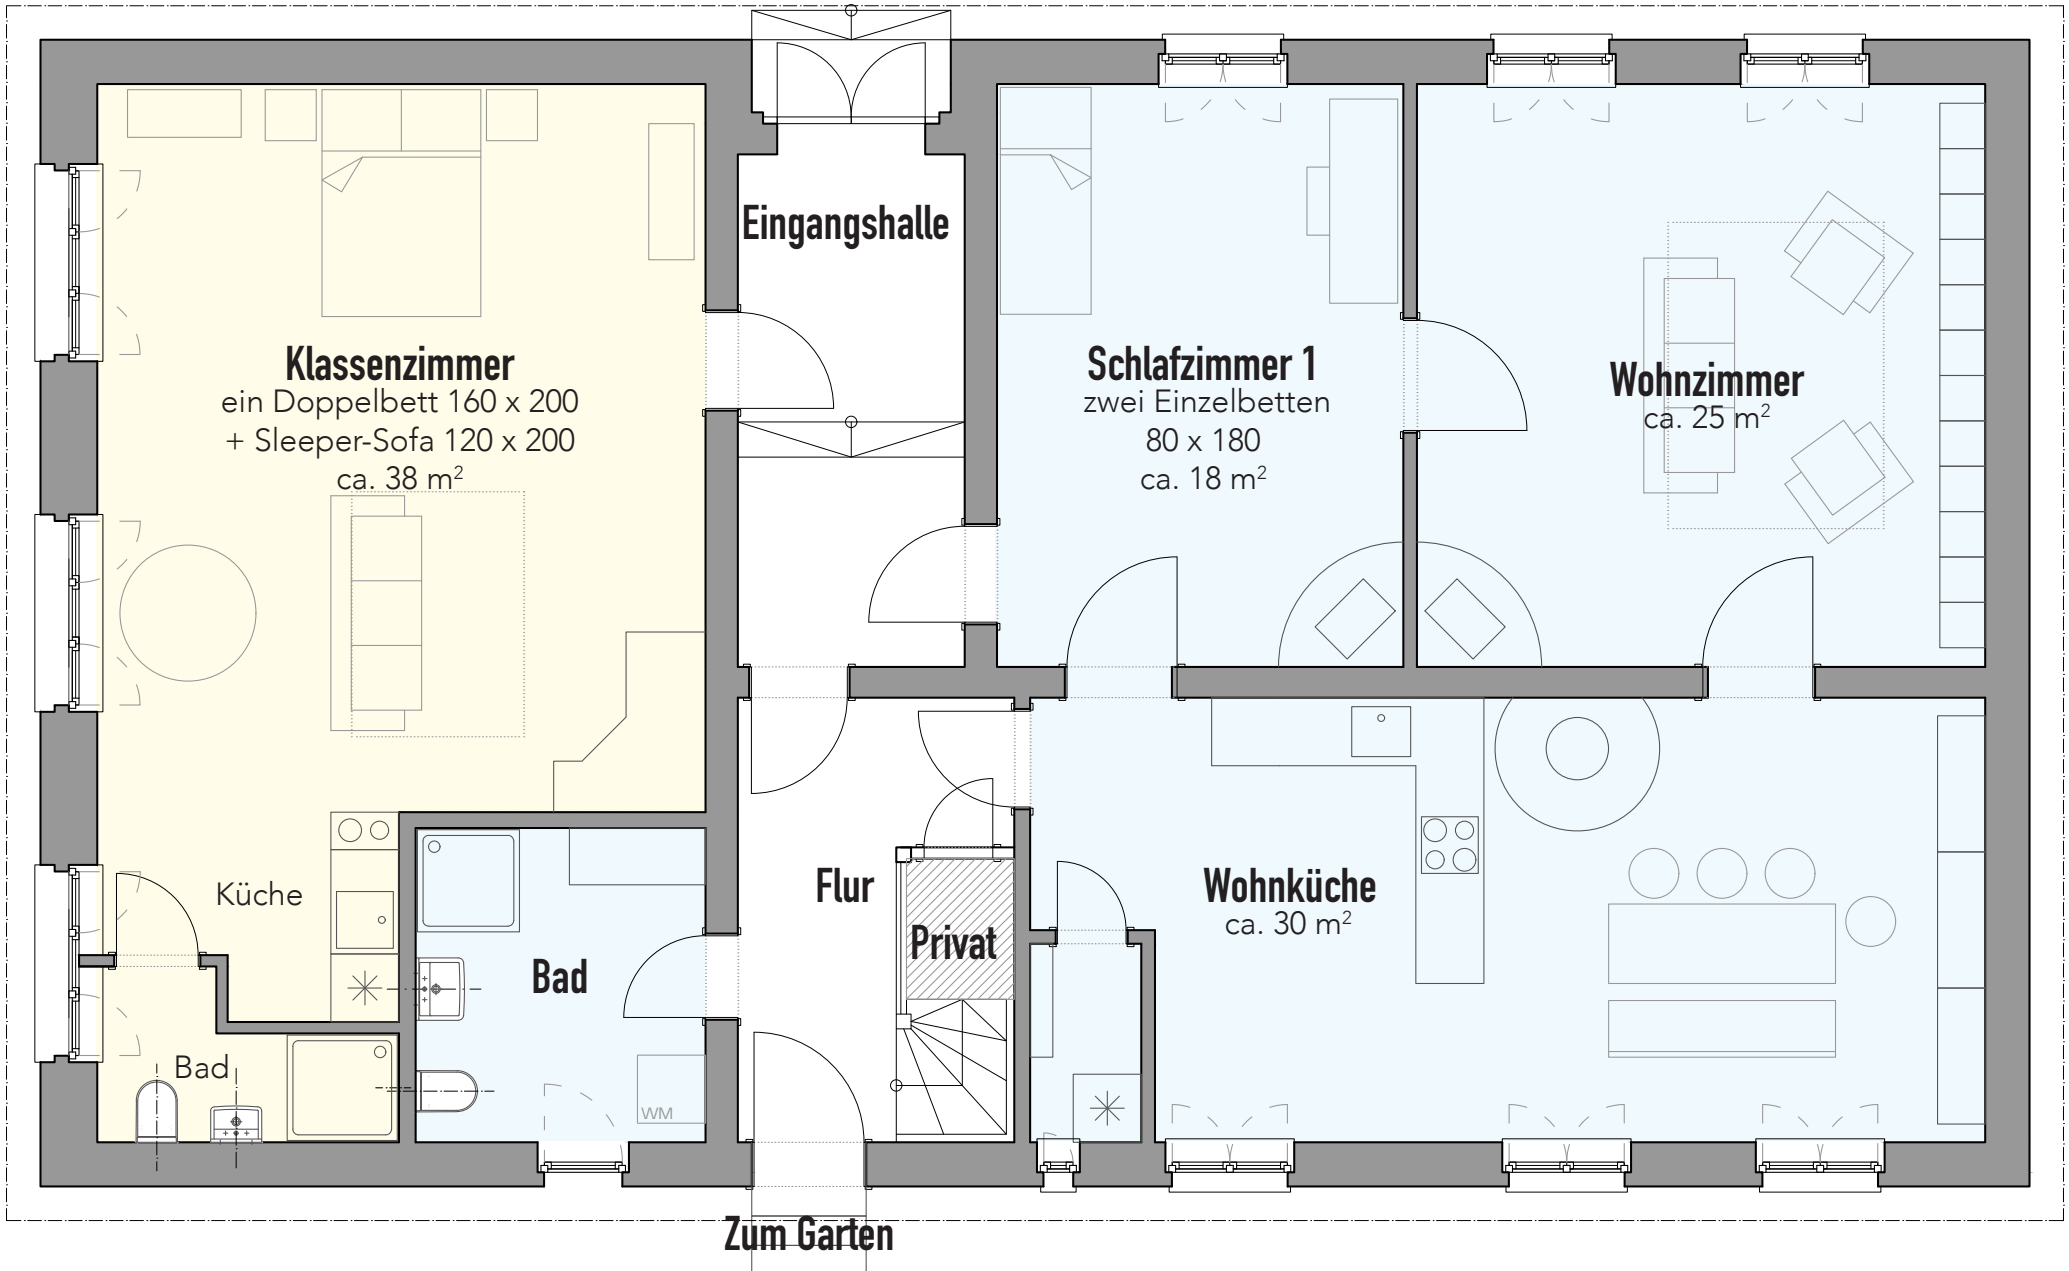 Eingangshalle
Klassenzimmer
ein Doppelbett 160 x 200
+ Sleeper-Sofa 120 x 200
ca. 38 m²
Schlafzimmer 1
zwei Einzelbetten
80 x 180
ca. 18 m²
Wohnzimmer
ca. 25 m²
Küche
Bad
Bad
WM
Flur
Privat
Wohnküche
ca. 30 m²
Zum Garten